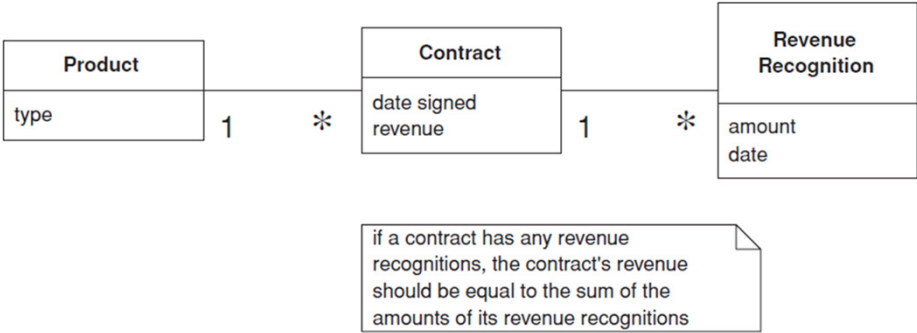 Product
type
1
*
Contract
date signed
revenue
1
*
Revenue
Recognition
amount
date
if a contract has any revenue
recognitions, the contract's revenue
should be equal to the sum of the
amounts of its revenue recognitions